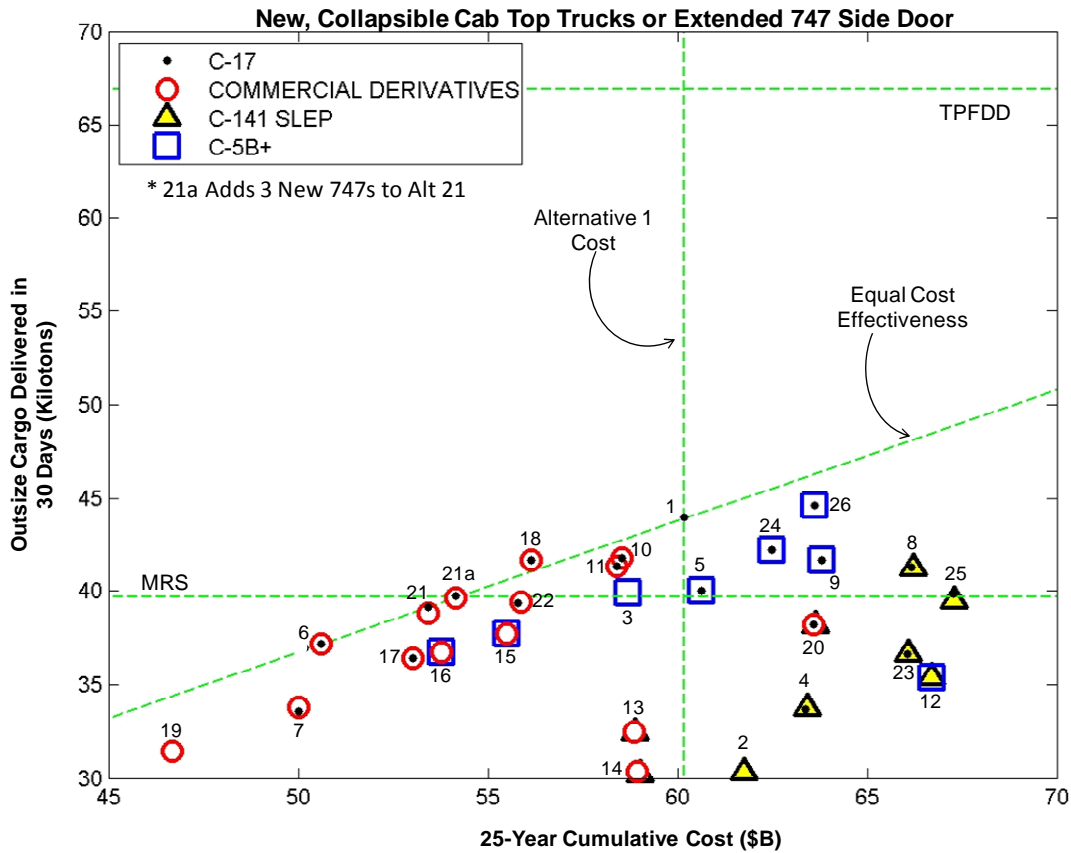 New, Collapsible Cab Top Trucks or Extended 747 Side Door
70
65
60
55
50
45
40
35
30
Outsize Cargo Delivered in
30 Days (Kilotons)
C-17
COMMERCIAL DERIVATIVES
C-141 SLEP
C-5B+
* 21a Adds 3 New 747s to Alt 21
TPFDD
Alternative 1
Cost
Equal Cost
Effectiveness
MRS
1
26
18
10
11
24
9
8
25
21a
21
5
3
22
6
17
16
15
20
23
12
4
7
19
13
14
2
45
50
55
60
65
70
25-Year Cumulative Cost ($B)